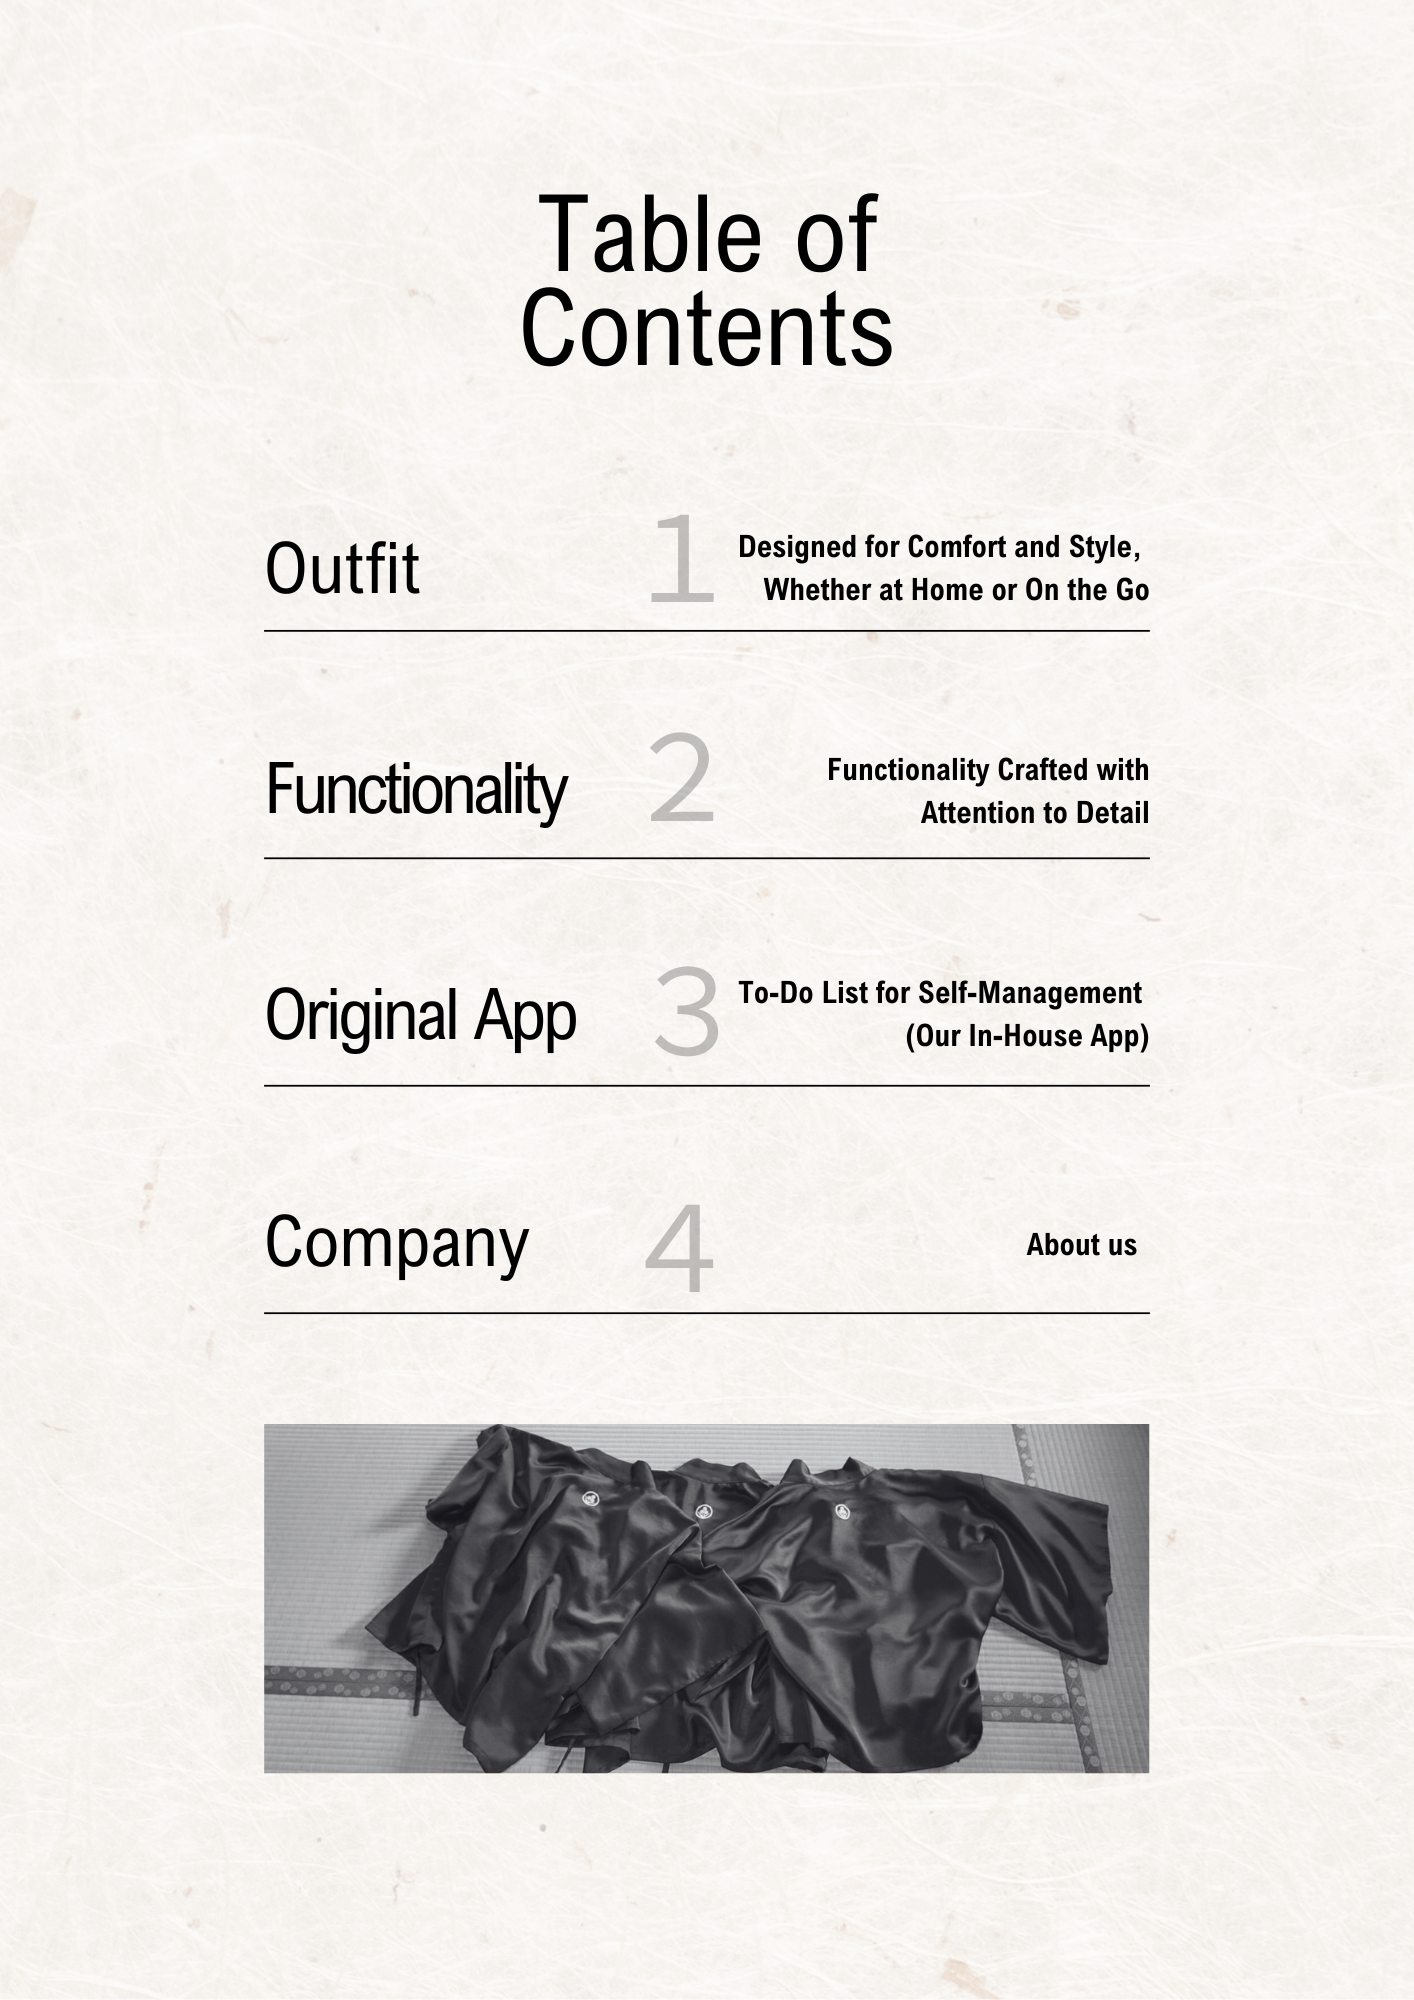 Table of
Contents
Outfit
1
Designed for Comfort and Style,
Whether at Home or On the Go
Functionality
2
Functionality Crafted with
Attention to Detail
Original App
3
To-Do List for Self-Management
(Our In-House App)
Company
4
About us